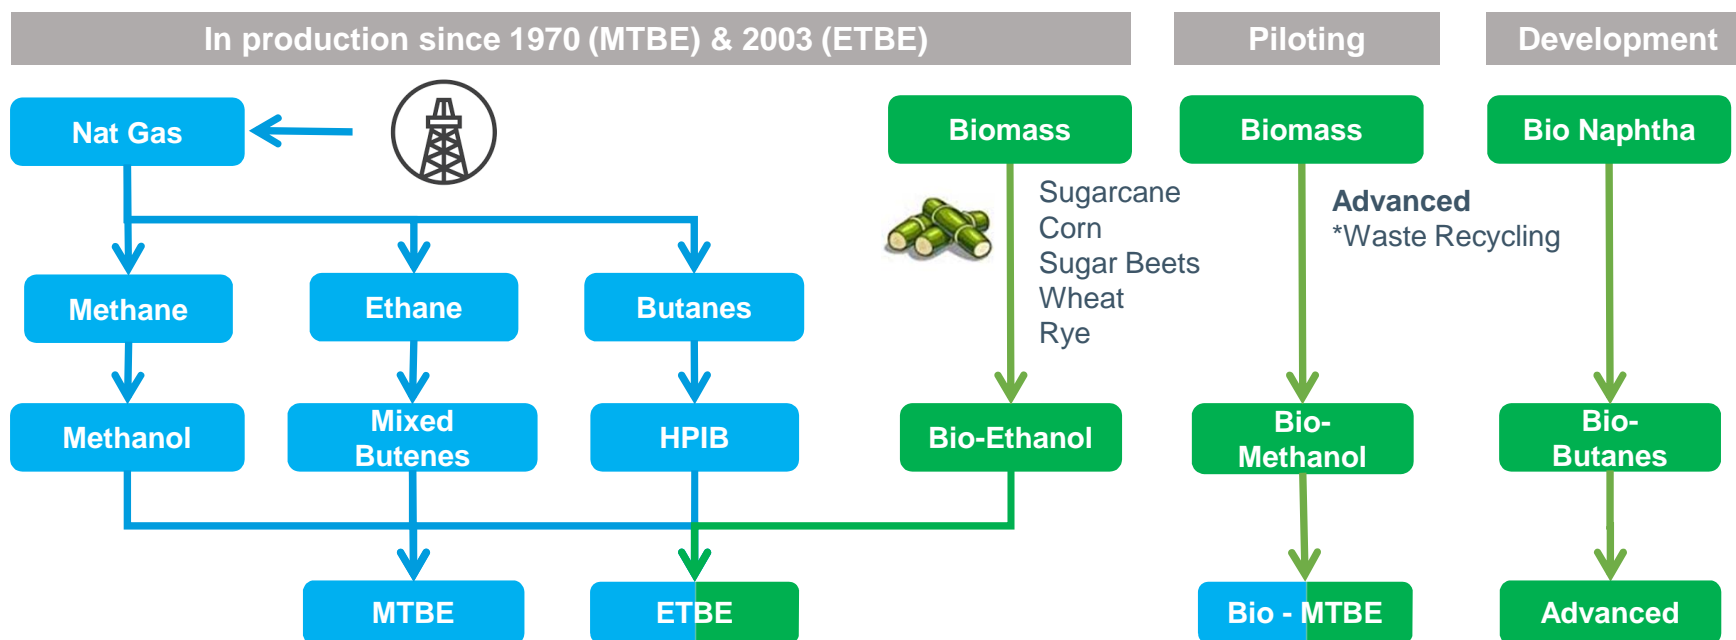 In production since 1970 (MTBE) & 2003 (ETBE)
Piloting
Development
Nat Gas
Biomass
Biomass
Bio Naphtha
Sugarcane
Corn
Sugar Beets
Wheat
Rye
Advanced
*Waste Recycling
Methane
Ethane
Butanes
Methanol
Mixed
Butenes
HPIB
Bio-Ethanol
Bio-
Methanol
Bio-
Butanes
MTBE
ETBE
Bio - MTBE
Advanced